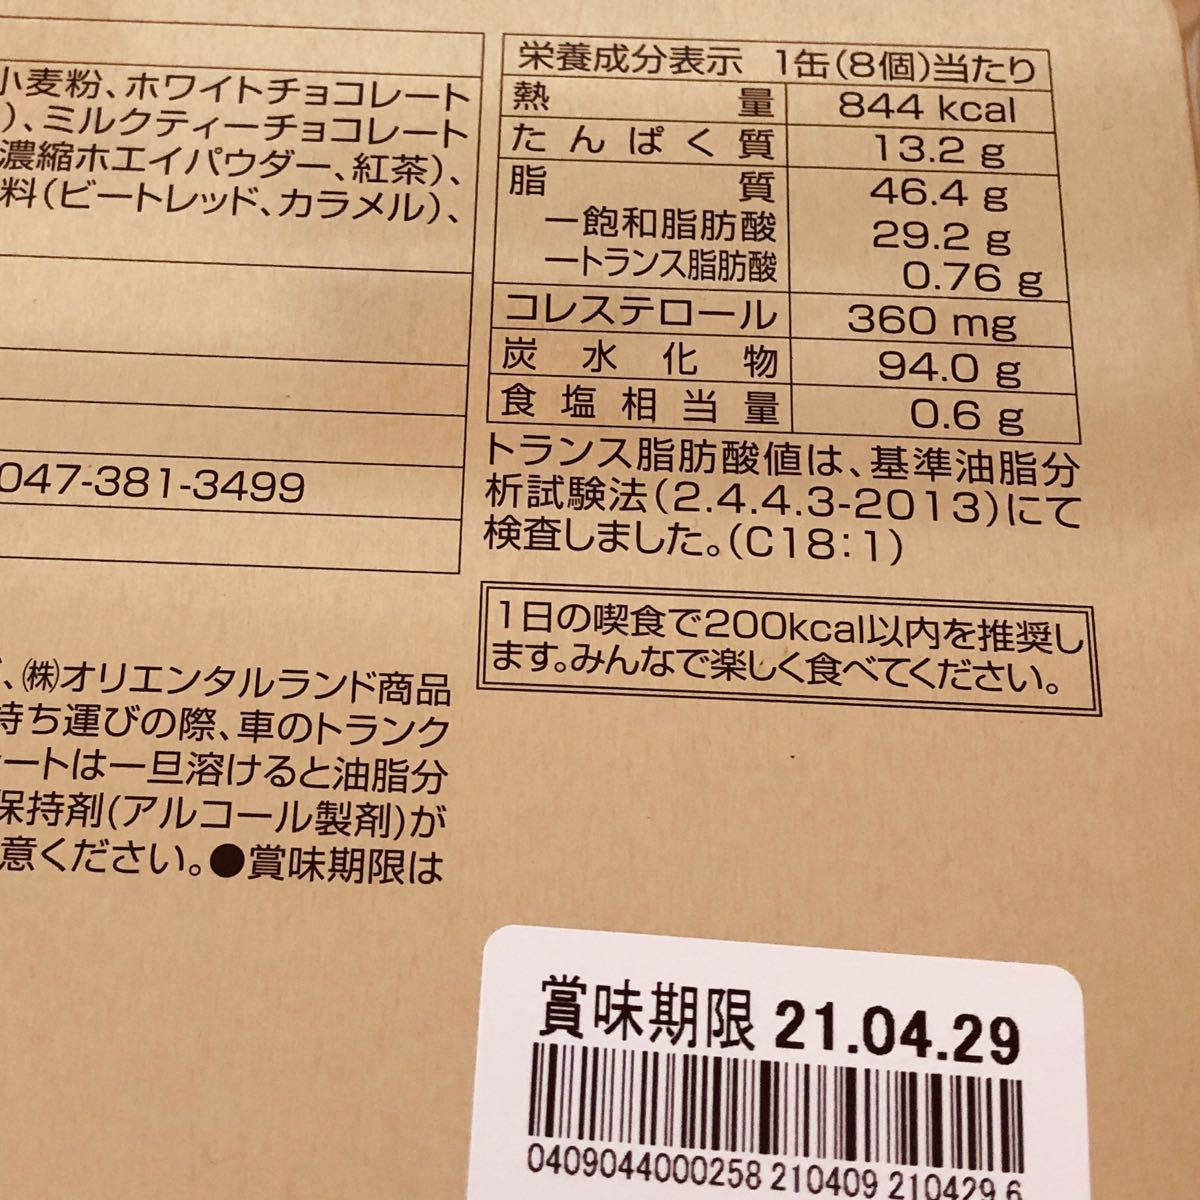 小麦粉、ホワイトチョコレート
)、ミルクティーチョコレート
濃縮ホエイパウダー、紅茶)、
料(ビートレッド、カラメル)、
047-381-3499
、㈱オリエンタルランド商品
持ち運びの際、車のトランク
ートは一旦溶けると油脂分
保持剤(アルコール製剤)が
意ください。●賞味期限は
栄養成分表示 1缶(8個)当たり
熱量 844 kcal
たんぱく質 13.2 g
脂質 46.4 g
―飽和脂肪酸 29.2 g
―トランス脂肪酸 0.76 g
コレステロール 360 mg
炭水化物 94.0 g
食塩相当量 0.6 g
トランス脂肪酸値は、基準油脂分
析試験法(2.4.4.3-2013)にて
検査しました。(C18:1)
1日の喫食で200kcal以内を推奨し
ます。みんなで楽しく食べてください。
賞味期限 21.04.29
0409044000258 210409 210429 6